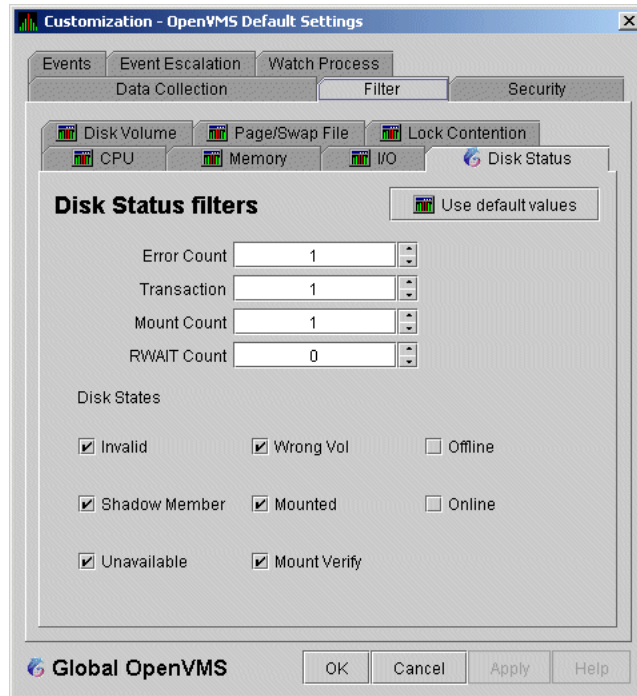 Customization - OpenVMS Default Settings
Events Event Escalation Watch Process
Data Collection Filter Security
Disk Volume Page/Swap File Lock Contention
CPU Memory I/O Disk Status
Disk Status filters Use default values
Error Count 1
Transaction 1
Mount Count 1
RWAIT Count 0
Disk States
Invalid Wrong Vol Offline
Shadow Member Mounted Online
Unavailable Mount Verify
Global OpenVMS OK Cancel Apply Help